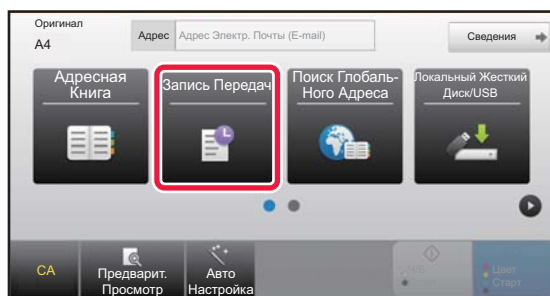 Оригинал
A4
Адрес
Адрес Электр. Почты (E-mail)
Сведения
Адресная
Книга
Запись Передач
Поиск Глобаль-
Ного Адреса
Локальный Жесткий
Диск/USB
CA
Предварит.
Просмотр
Авто
Настройка
Цвет
Старт